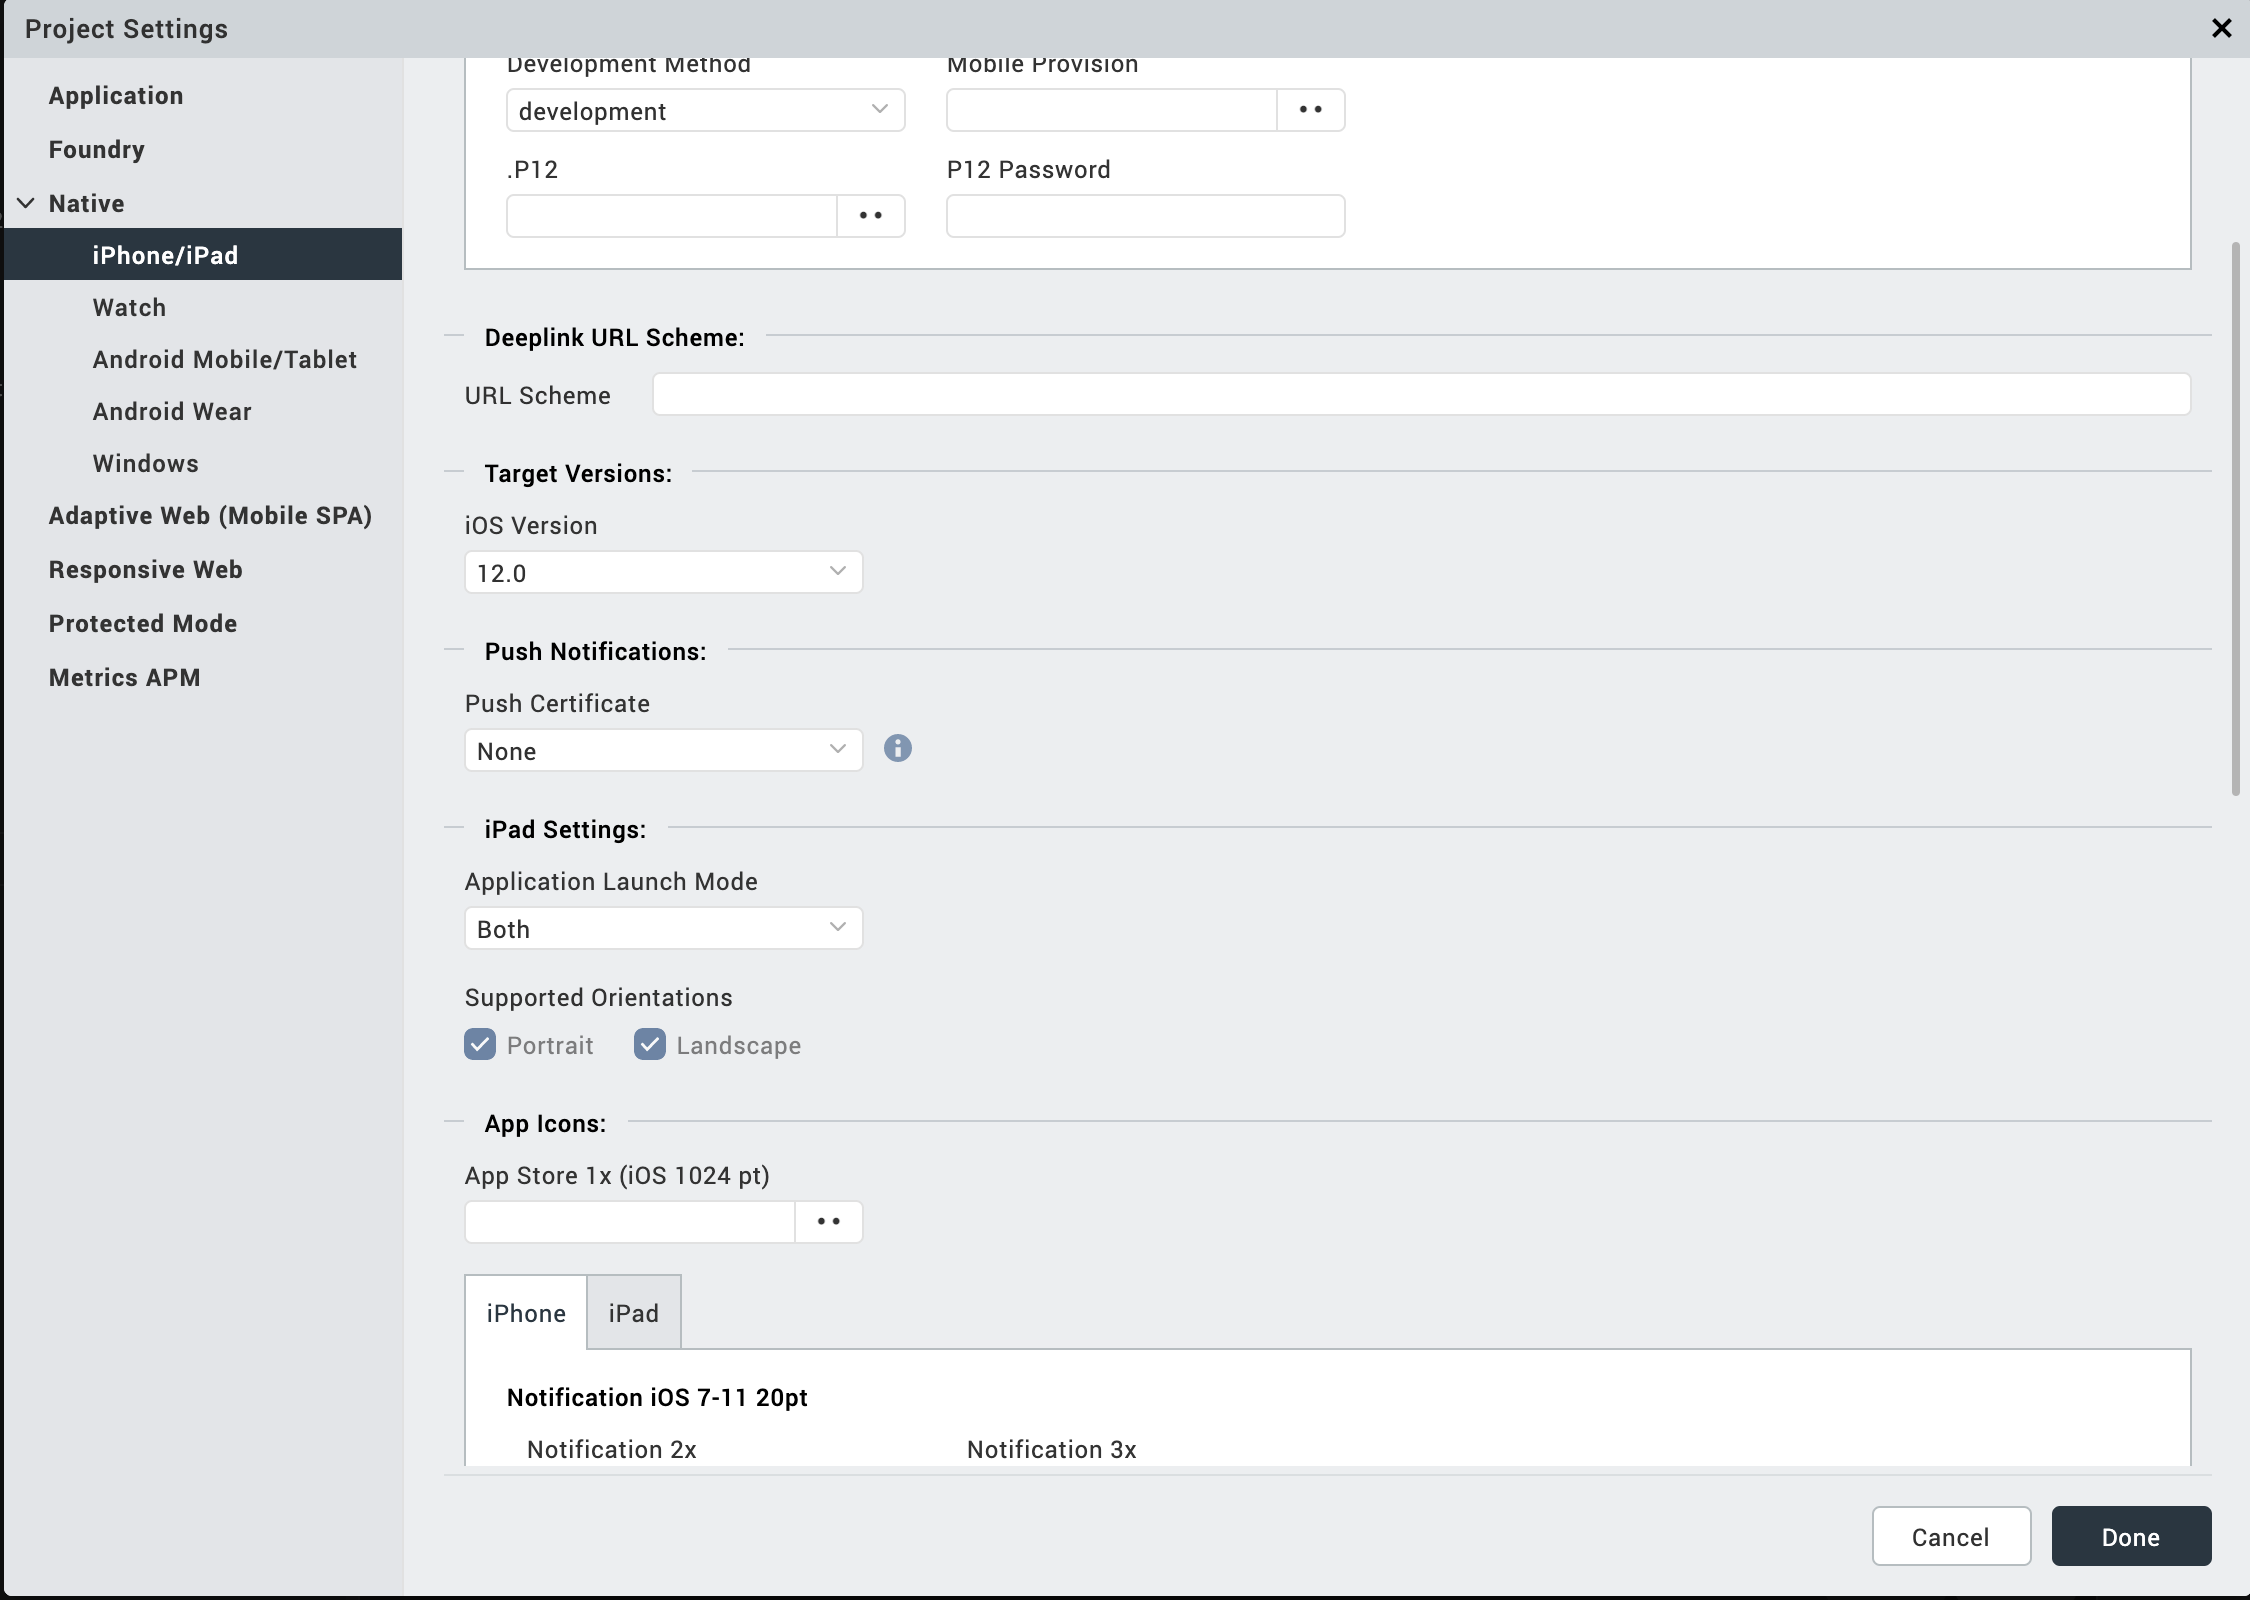 Project Settings
Application
Foundry
Native
iPhone/iPad
Watch
Android Mobile/Tablet
Android Wear
Windows
Adaptive Web (Mobile SPA)
Responsive Web
Protected Mode
Metrics APM
Development Method
Mobile Provision
development
.P12
P12 Password
Deeplink URL Scheme:
URL Scheme
Target Versions:
iOS Version
12.0
Push Notifications:
Push Certificate
None
iPad Settings:
Application Launch Mode
Both
Supported Orientations
Portrait
Landscape
App Icons:
App Store 1x (iOS 1024 pt)
iPhone
iPad
Notification iOS 7-11 20pt
Notification 2x
Notification 3x
Cancel
Done